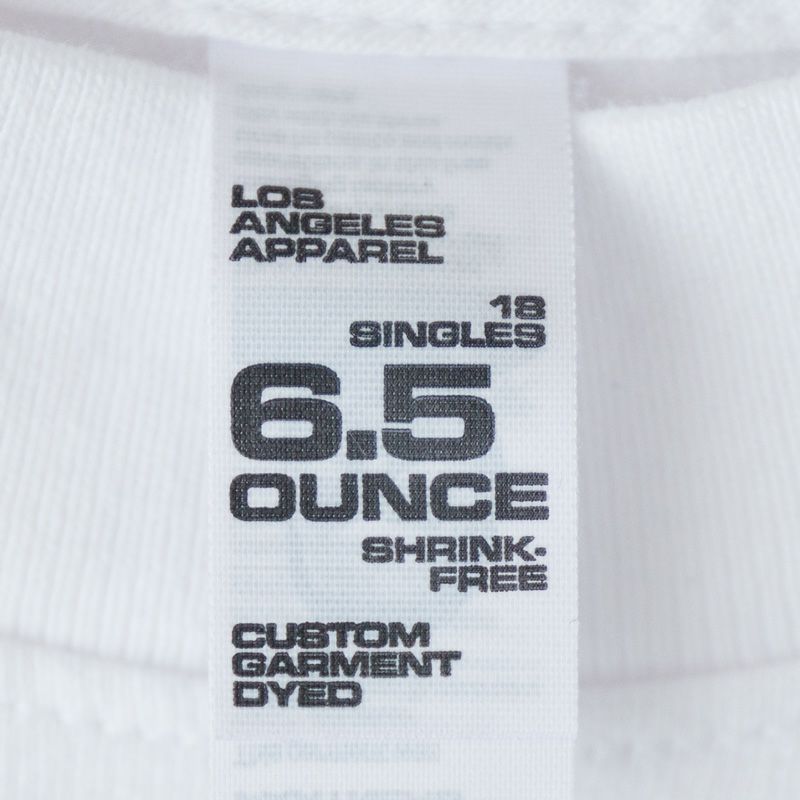 LOS
ANGELES
APPAREL
18
SINGLES
6.5
OUNCE
SHRINK-
FREE
CUSTOM
GARMENT
DYED